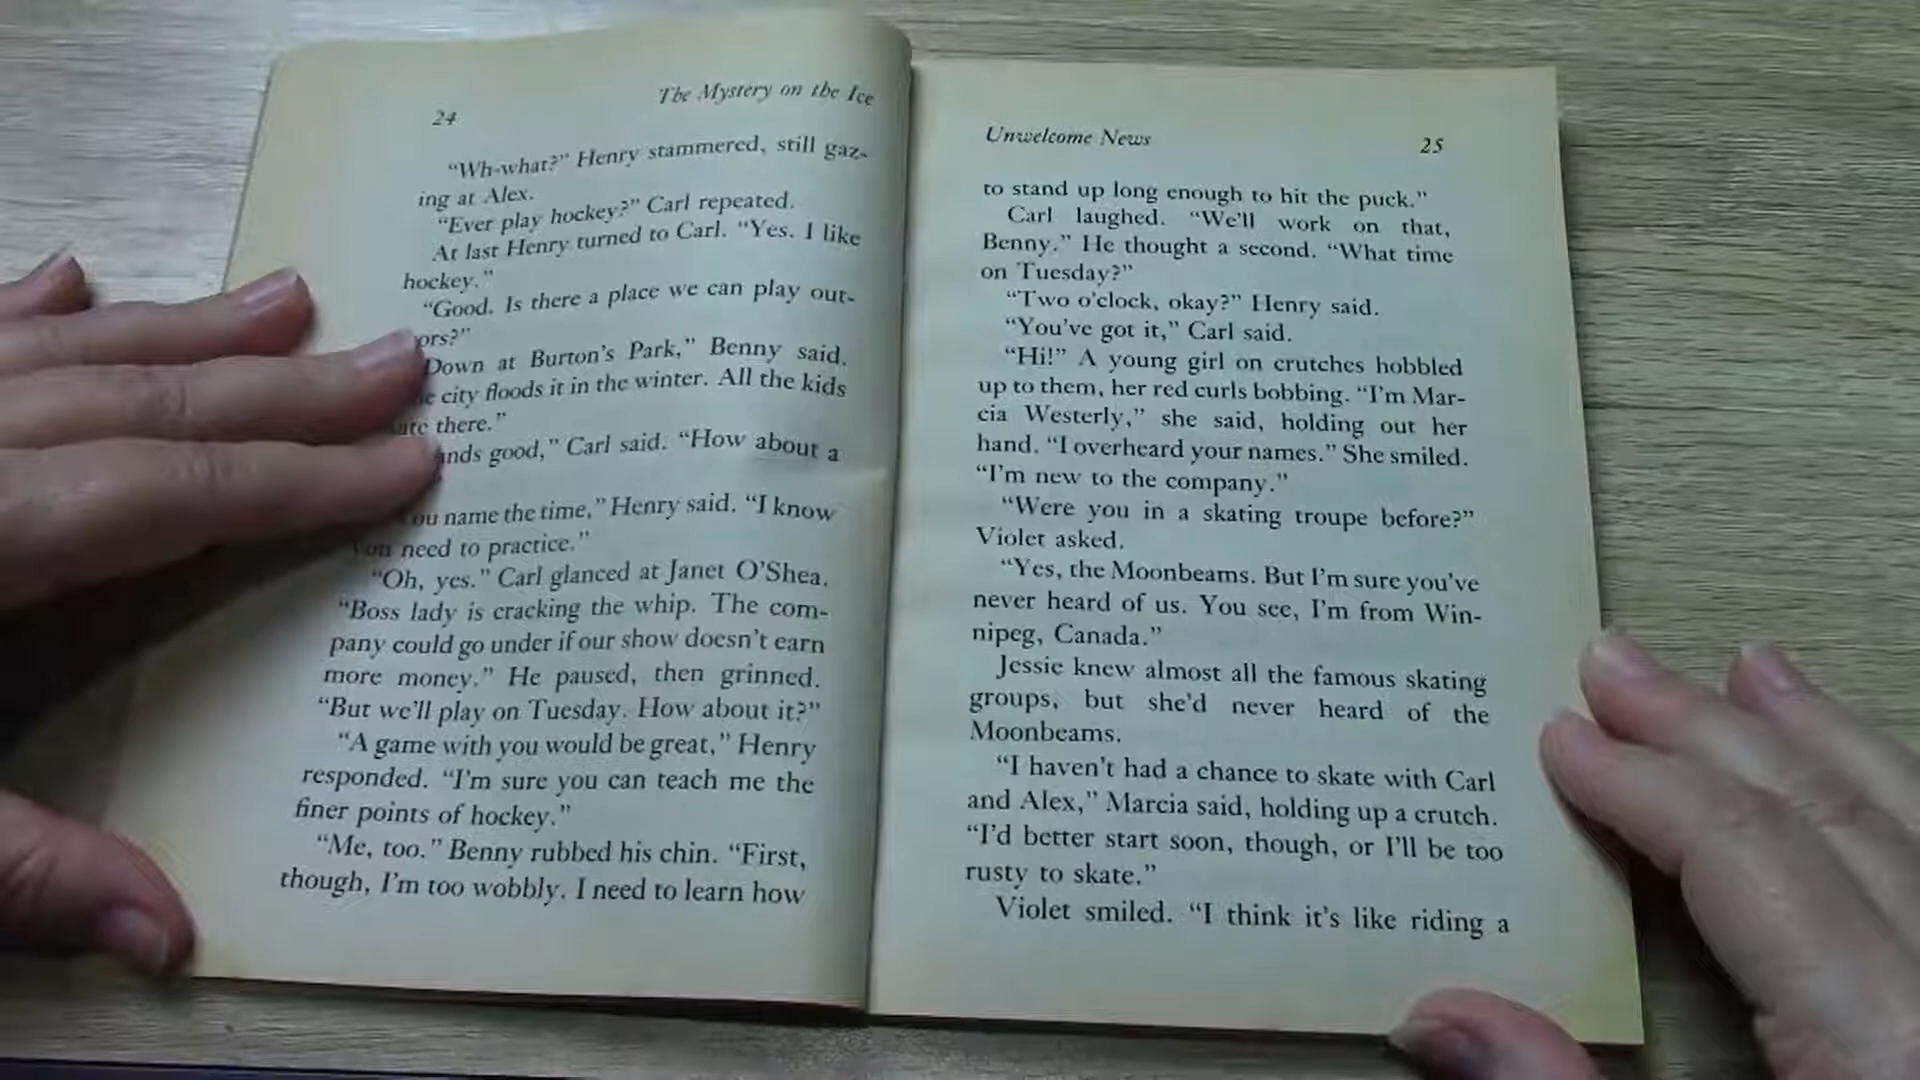 24
The Mystery on the Ice
“Wh-what?” Henry stammered, still gaz-
ing at Alex.
“Ever play hockey?” Carl repeated.
At last Henry turned to Carl. “Yes. I like
hockey.”
“Good. Is there a place we can play out-
ors?”
Down at Burton’s Park,” Benny said.
city floods it in the winter. All the kids
there.”
good,” Carl said. “How about a
name the time,” Henry said. “I know
you need to practice.”
“Oh, yes.” Carl glanced at Janet O’Shea.
“Boss lady is cracking the whip. The com-
pany could go under if our show doesn’t earn
more money.” He paused, then grinned.
“But we’ll play on Tuesday. How about it?”
“A game with you would be great,” Henry
responded. “I’m sure you can teach me the
finer points of hockey.”
“Me, too.” Benny rubbed his chin. “First,
though, I’m too wobbly. I need to learn how
Unwelcome News
25
to stand up long enough to hit the puck.”
Carl laughed. “We’ll work on that,
Benny.” He thought a second. “What time
on Tuesday?”
“Two o’clock, okay?” Henry said.
“You’ve got it,” Carl said.
“Hi!” A young girl on crutches hobbled
up to them, her red curls bobbing. “I’m Mar-
cia Westerly,” she said, holding out her
hand. “I overheard your names.” She smiled.
“I’m new to the company.”
“Were you in a skating troupe before?”
Violet asked.
“Yes, the Moonbeams. But I’m sure you’ve
never heard of us. You see, I’m from Win-
nipeg, Canada.”
Jessie knew almost all the famous skating
groups, but she’d never heard of the
Moonbeams.
“I haven’t had a chance to skate with Carl
and Alex,” Marcia said, holding up a crutch.
“I’d better start soon, though, or I’ll be too
rusty to skate.”
Violet smiled. “I think it’s like riding a